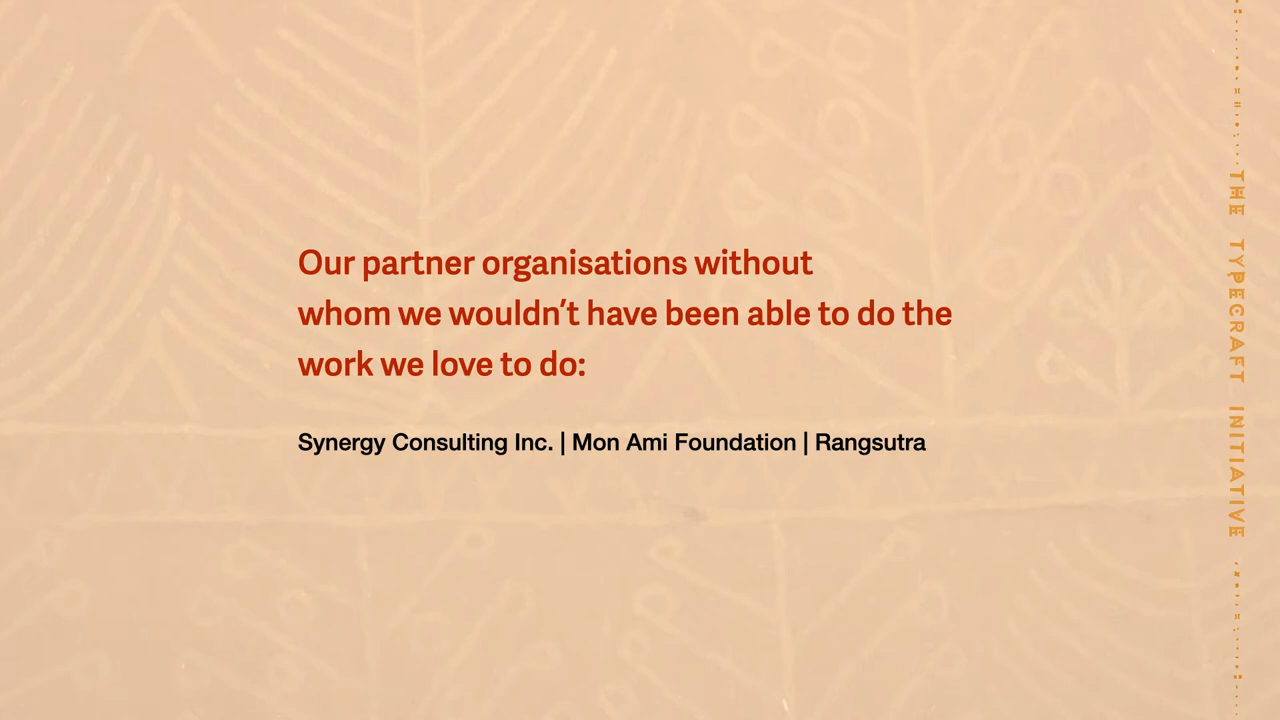 Our partner organisations without
whom we wouldn’t have been able to do the
work we love to do:
Synergy Consulting Inc. | Mon Ami Foundation | Rangsutra
THE TYPECRAFT INITIATIVE